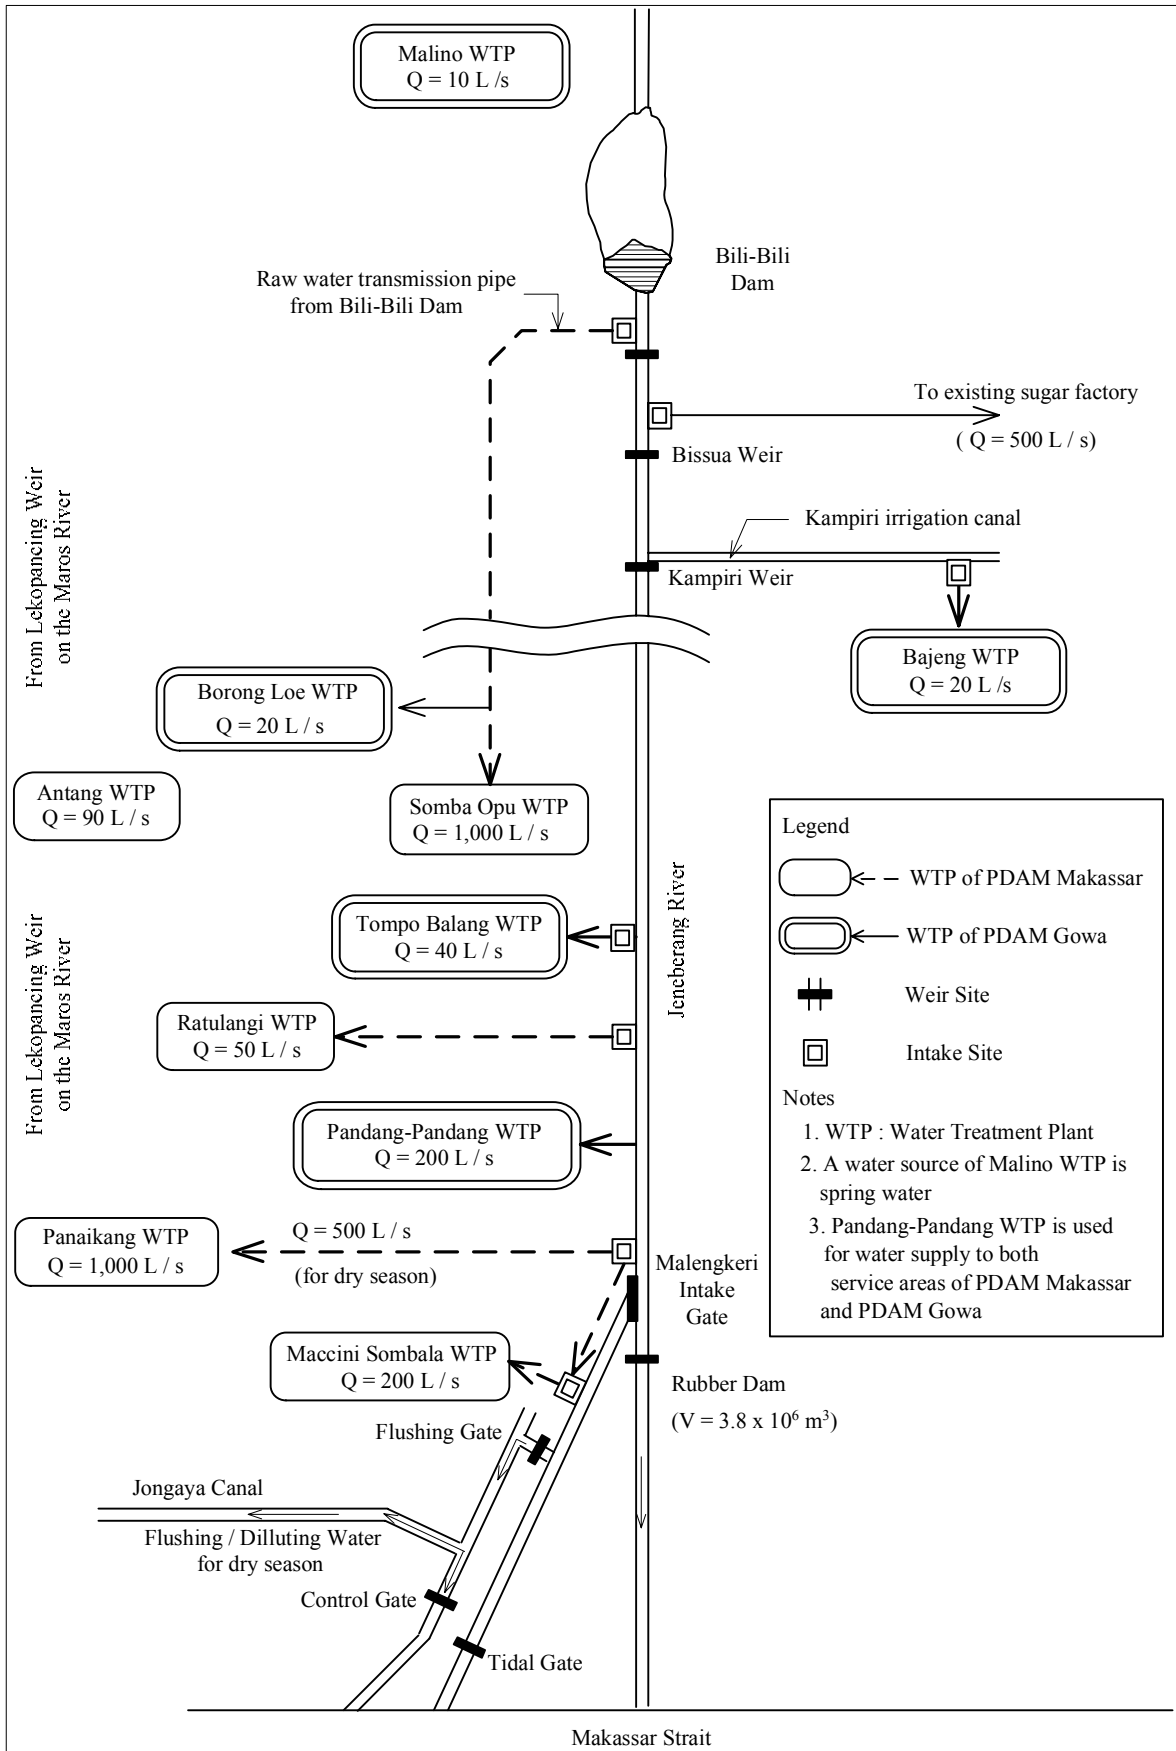 Malino WTP
Q = 10 L /s
Bili-Bili
Dam
Raw water transmission pipe
from Bili-Bili Dam
To existing sugar factory
( Q = 500 L / s)
Bissua Weir
From Lekopancing Weir
on the Maros River
Kampiri irrigation canal
Kampiri Weir
Bajeng WTP
Q = 20 L /s
Borong Loe WTP
Q = 20 L / s
Antang WTP
Q = 90 L / s
Somba Opu WTP
Q = 1,000 L / s
Jeneberang River
Tompo Balang WTP
Q = 40 L / s
From Lekopancing Weir
on the Maros River
Ratulangi WTP
Q = 50 L / s
Pandang-Pandang WTP
Q = 200 L / s
Panaikang WTP
Q = 1,000 L / s
Q = 500 L / s
(for dry season)
Malengkeri
Intake
Gate
Maccini Sombala WTP
Q = 200 L / s
Rubber Dam
(V = 3.8 x 10⁶ m³)
Flushing Gate
Jongaya Canal
Flushing / Dilluting Water
for dry season
Control Gate
Tidal Gate
Makassar Strait
Legend
WTP of PDAM Makassar
WTP of PDAM Gowa
Weir Site
Intake Site
Notes
1. WTP : Water Treatment Plant
2. A water source of Malino WTP is
spring water
3. Pandang-Pandang WTP is used
for water supply to both
service areas of PDAM Makassar
and PDAM Gowa